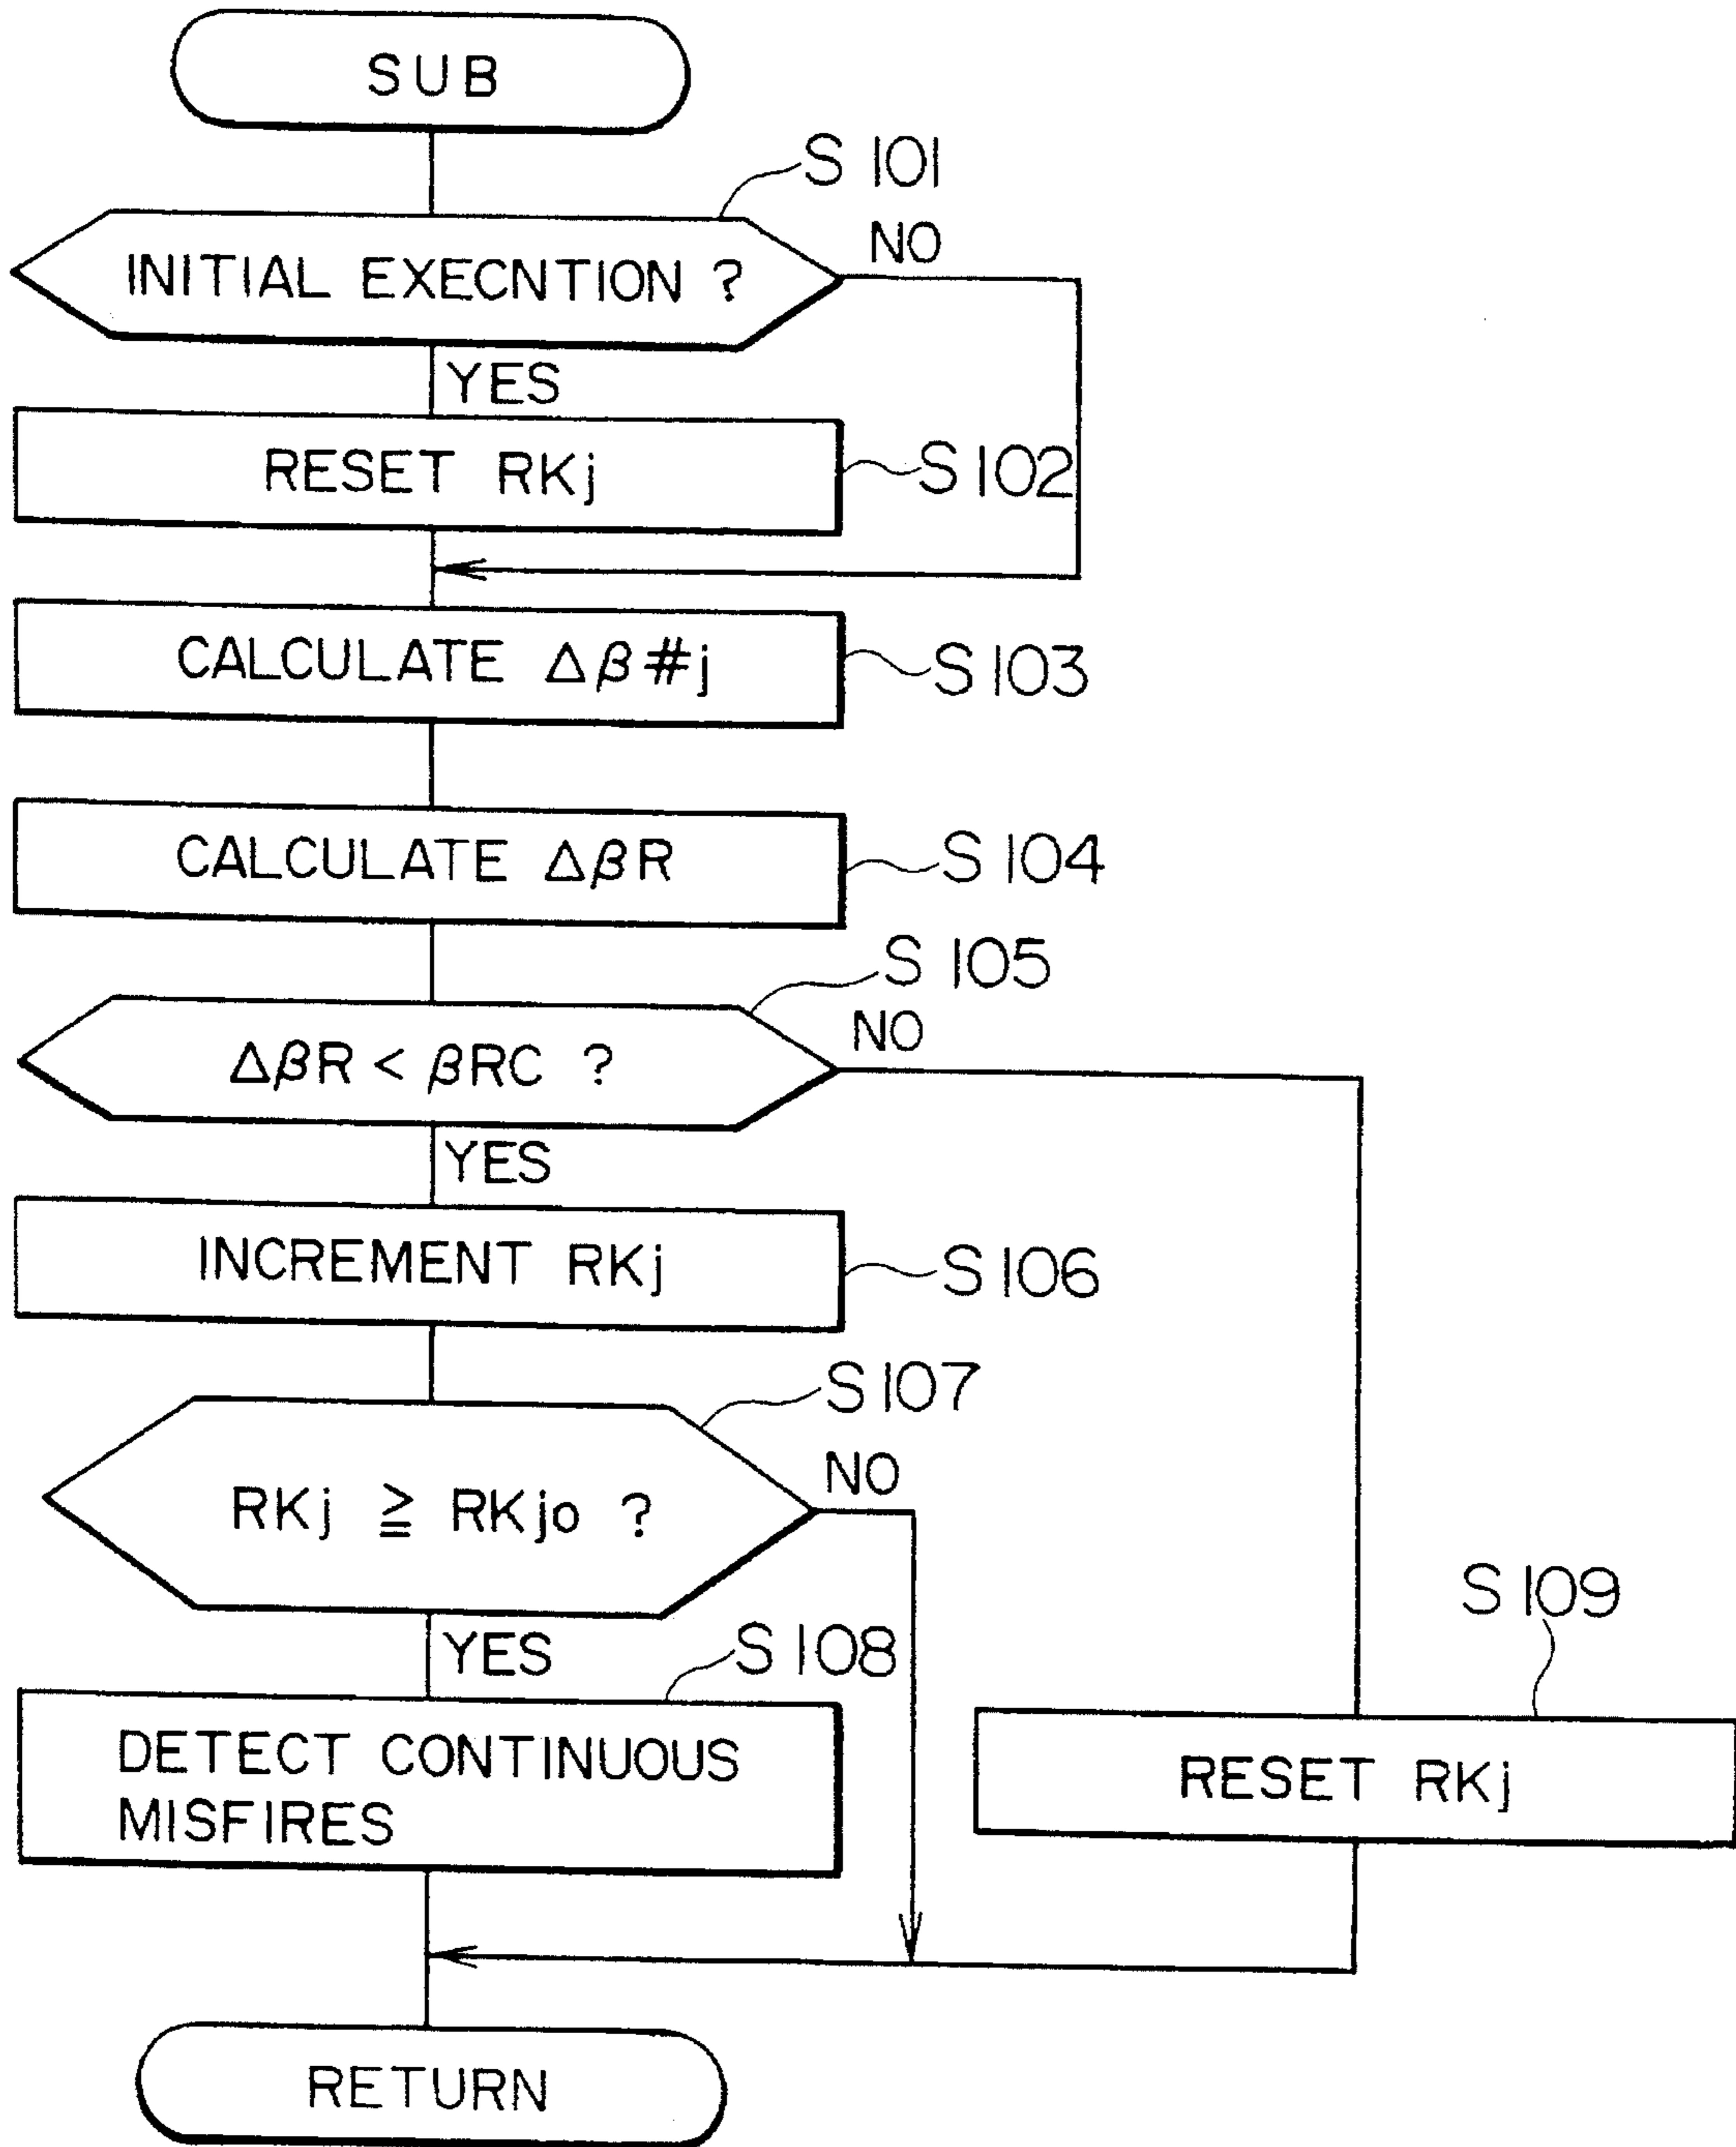 SUB
S 101
INITIAL EXECNTION ?
NO
YES
RESET RKj
S 102
CALCULATE Δβ#j
S 103
CALCULATE ΔβR
S 104
S 105
ΔβR < βRC ?
NO
YES
INCREMENT RKj
S 106
S 107
RKj ≧ RKjo ?
NO
YES
S 108
DETECT CONTINUOUS
MISFIRES
S 109
RESET RKj
RETURN